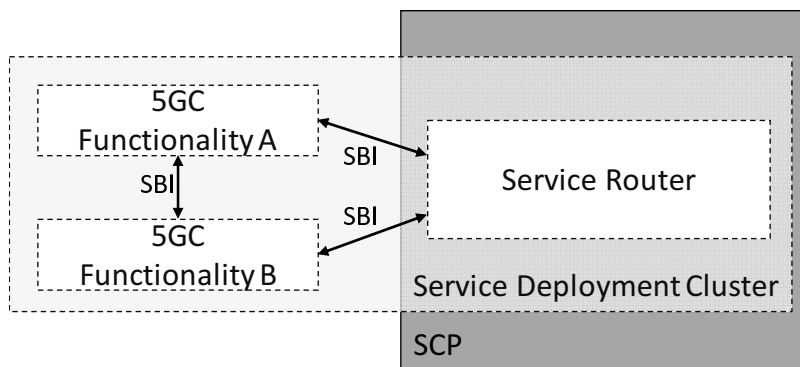 5GC
Functionality A
SBI
SBI
Service Router
SBI
5GC
Functionality B
Service Deployment Cluster
SCP